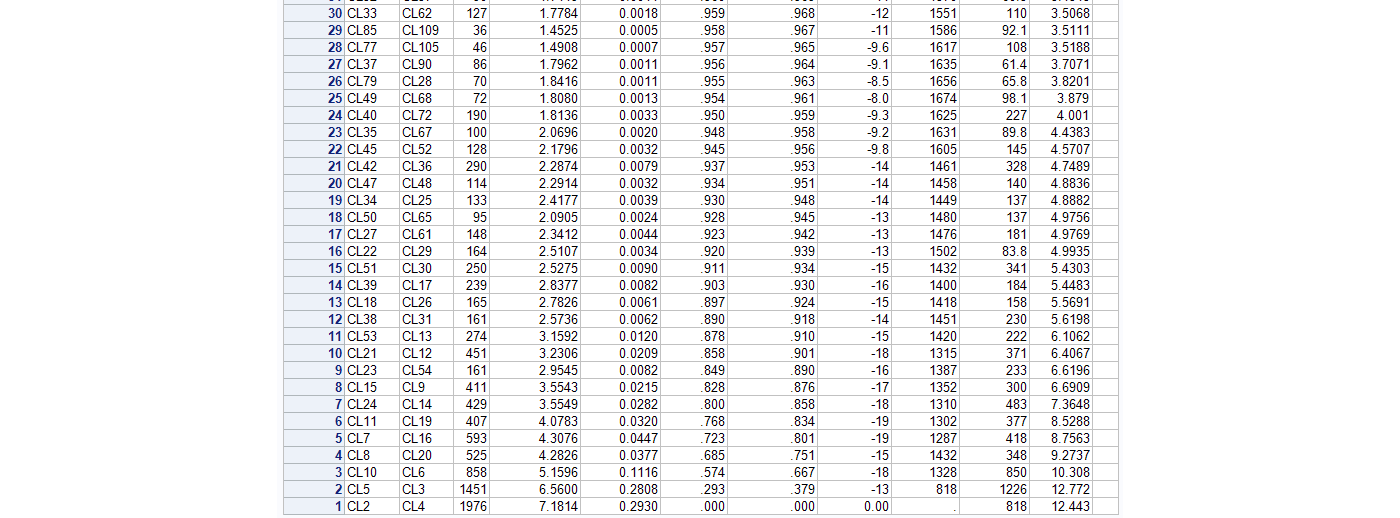 30 CL33 CL62 127 1.7784 0.0018 .959 .968 -12 1551 110 3.5068
29 CL85 CL109 36 1.4525 0.0005 .958 .967 -11 1586 92.1 3.5111
28 CL77 CL105 46 1.4908 0.0007 .957 .965 -9.6 1617 108 3.5188
27 CL37 CL90 86 1.7962 0.0011 .956 .964 -9.1 1635 61.4 3.7071
26 CL79 CL28 70 1.8416 0.0011 .955 .963 -8.5 1656 65.8 3.8201
25 CL49 CL68 72 1.8080 0.0013 .954 .961 -8.0 1674 98.1 3.879
24 CL40 CL72 190 1.8136 0.0033 .950 .959 -9.3 1625 227 4.001
23 CL35 CL67 100 2.0696 0.0020 .948 .958 -9.2 1631 89.8 4.4383
22 CL45 CL52 128 2.1796 0.0032 .945 .956 -9.8 1605 145 4.5707
21 CL42 CL36 290 2.2874 0.0079 .937 .953 -14 1461 328 4.7489
20 CL47 CL48 114 2.2914 0.0032 .934 .951 -14 1458 140 4.8836
19 CL34 CL25 133 2.4177 0.0039 .930 .948 -14 1449 137 4.8882
18 CL50 CL65 95 2.0905 0.0024 .928 .945 -13 1480 137 4.9756
17 CL27 CL61 148 2.3412 0.0044 .923 .942 -13 1476 181 4.9769
16 CL22 CL29 164 2.5107 0.0034 .920 .939 -13 1502 83.8 4.9935
15 CL51 CL30 250 2.5275 0.0090 .911 .934 -15 1432 341 5.4303
14 CL39 CL17 239 2.8377 0.0082 .903 .930 -16 1400 184 5.4483
13 CL18 CL26 165 2.7826 0.0061 .897 .924 -15 1418 158 5.5691
12 CL38 CL31 161 2.5736 0.0062 .890 .918 -14 1451 230 5.6198
11 CL53 CL13 274 3.1592 0.0120 .878 .910 -15 1420 222 6.1062
10 CL21 CL12 451 3.2306 0.0209 .858 .901 -18 1315 371 6.4067
9 CL23 CL54 161 2.9545 0.0082 .849 .890 -16 1387 233 6.6196
8 CL15 CL9 411 3.5543 0.0215 .828 .876 -17 1352 300 6.6909
7 CL24 CL14 429 3.5549 0.0282 .800 .858 -18 1310 483 7.3648
6 CL11 CL19 407 4.0783 0.0320 .768 .834 -19 1302 377 8.5288
5 CL7 CL16 593 4.3076 0.0447 .723 .801 -19 1287 418 8.7563
4 CL8 CL20 525 4.2826 0.0377 .685 .751 -15 1432 348 9.2737
3 CL10 CL6 858 5.1596 0.1116 .574 .667 -18 1328 850 10.308
2 CL5 CL3 1451 6.5600 0.2808 .293 .379 -13 818 1226 12.772
1 CL2 CL4 1976 7.1814 0.2930 .000 .000 0.00 . 818 12.443